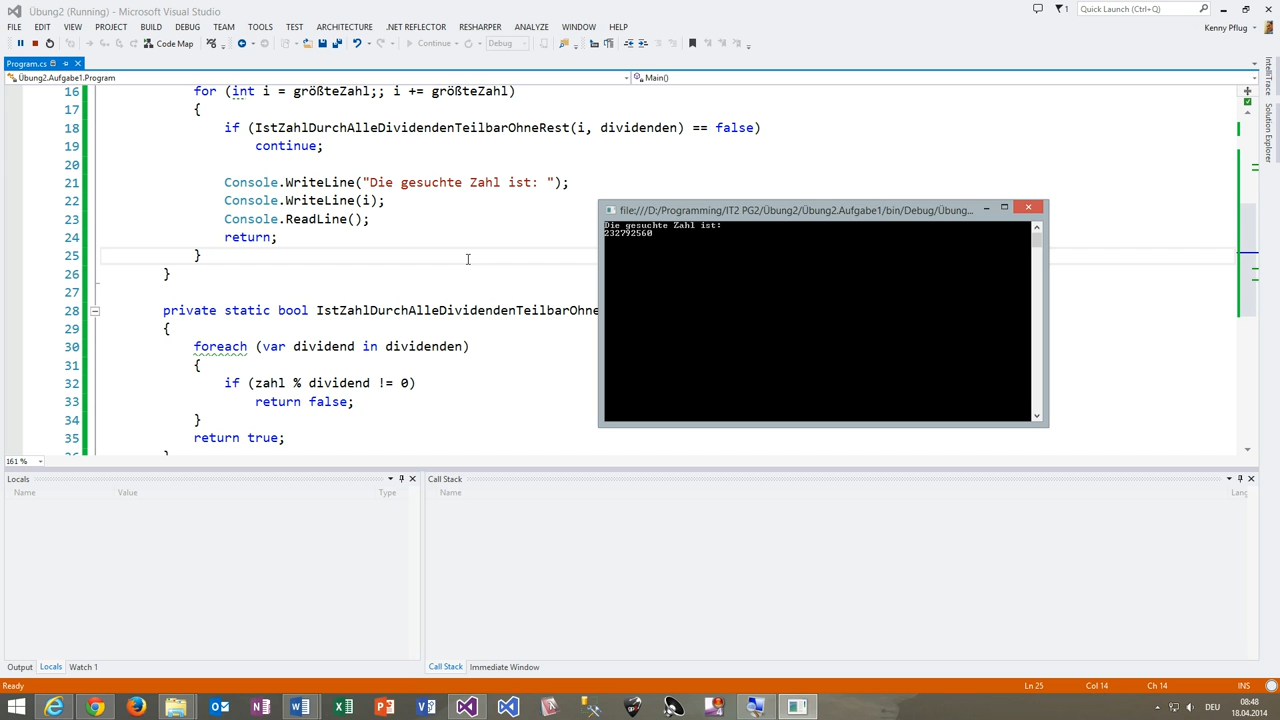 Übung2 (Running) - Microsoft Visual Studio
1
Quick Launch (Ctrl+Q)
FILE EDIT VIEW PROJECT BUILD DEBUG TEAM TOOLS TEST ARCHITECTURE .NET REFLECTOR RESHARPER ANALYZE WINDOW HELP
Kenny Pflug
Code Map
Continue
Debug
Program.cs
Übung2.Aufgabe1.Program
Main()
16 for (int i = größteZahl;; i += größteZahl)
17 {
18 if (IstZahlDurchAlleDividendenTeilbarOhneRest(i, dividenden) == false)
19 continue;
20
21 Console.WriteLine("Die gesuchte Zahl ist: ");
22 Console.WriteLine(i);
23 Console.ReadLine();
24 return;
25 }
26 }
27
28 private static bool IstZahlDurchAlleDividendenTeilbarOhne
29 {
30 foreach (var dividend in dividenden)
31 {
32 if (zahl % dividend != 0)
33 return false;
34 }
35 return true;
file:///D:/Programming/IT2 PG2/Übung2/Übung2.Aufgabe1/bin/Debug/Übung...
Die gesuchte Zahl ist:
232792560
IntelliTrace
Solution Explorer
161 %
Locals
Name Value Type
Call Stack
Name Lang
Output Locals Watch 1
Call Stack Immediate Window
Ready
Ln 25 Col 14 Ch 14 INS
DEU
08:48
18.04.2014